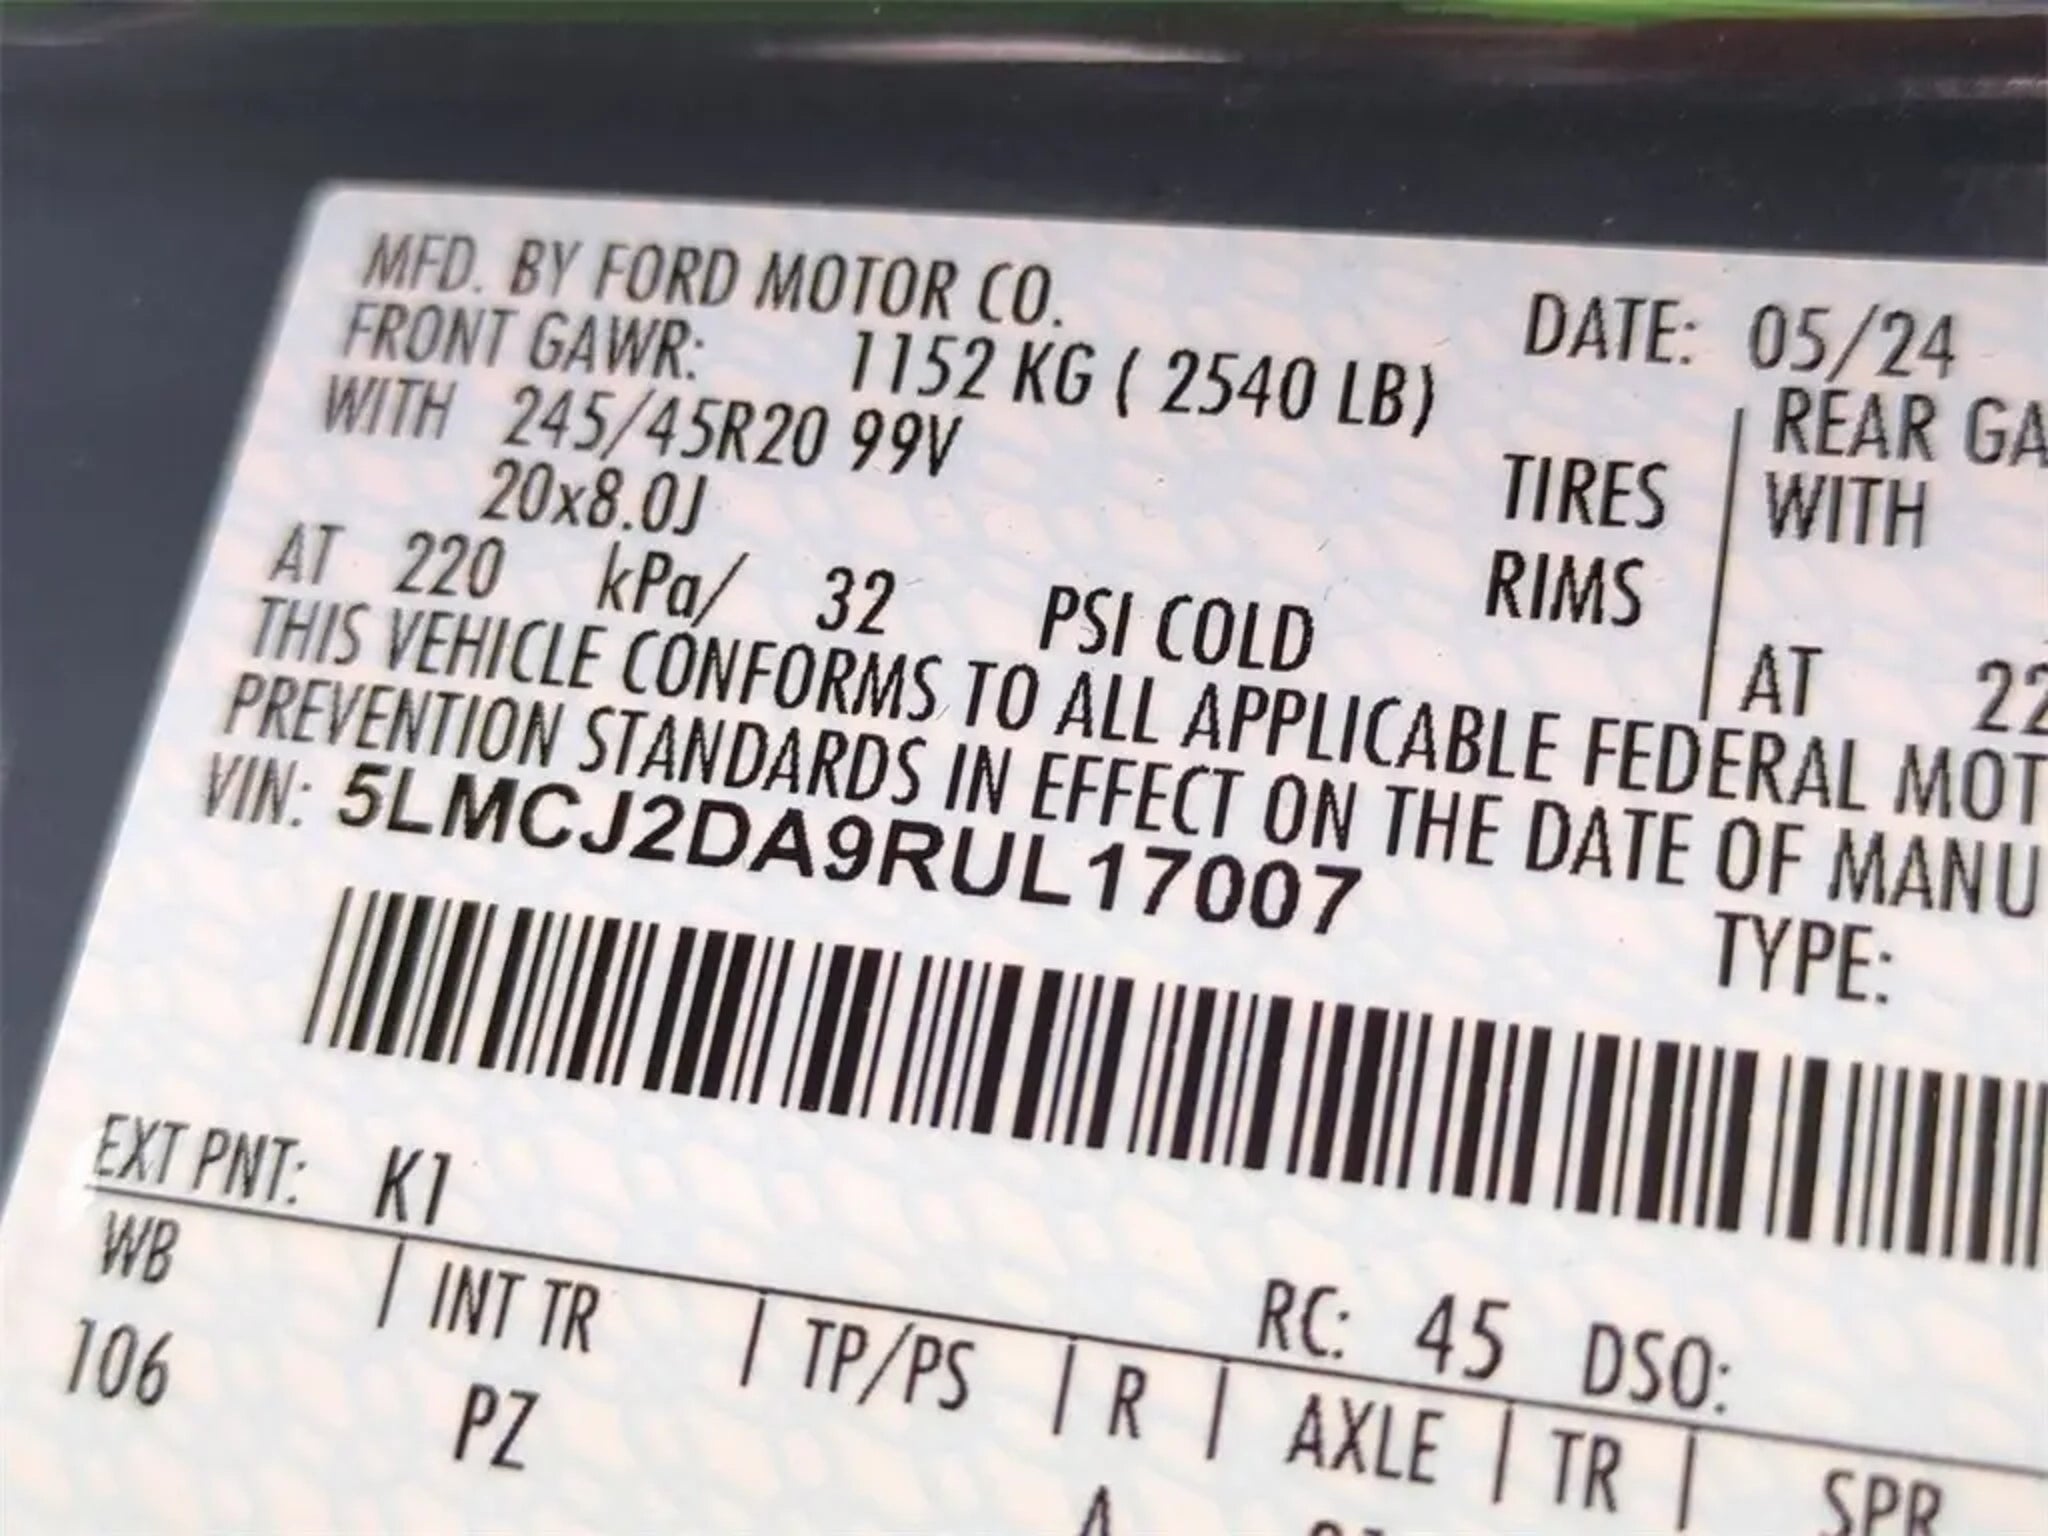 MFD. BY FORD MOTOR CO.
DATE: 05/24
FRONT GAWR: 1152 KG ( 2540 LB)
REAR
WITH 245/45R20 99V
TIRES
WITH
20x8.0J
RIMS
AT 220 kPa/ 32 PSI COLD
AT
THIS VEHICLE CONFORMS TO ALL APPLICABLE FEDERAL
PREVENTION STANDARDS IN EFFECT ON THE DATE OF
VIN: 5LMCJ2DA9RUL17007
TYPE:
EXT PNT: K1
RC: 45 DSO:
WB | INT TR | TP/PS | R | AXLE | TR | SPR
106 PZ